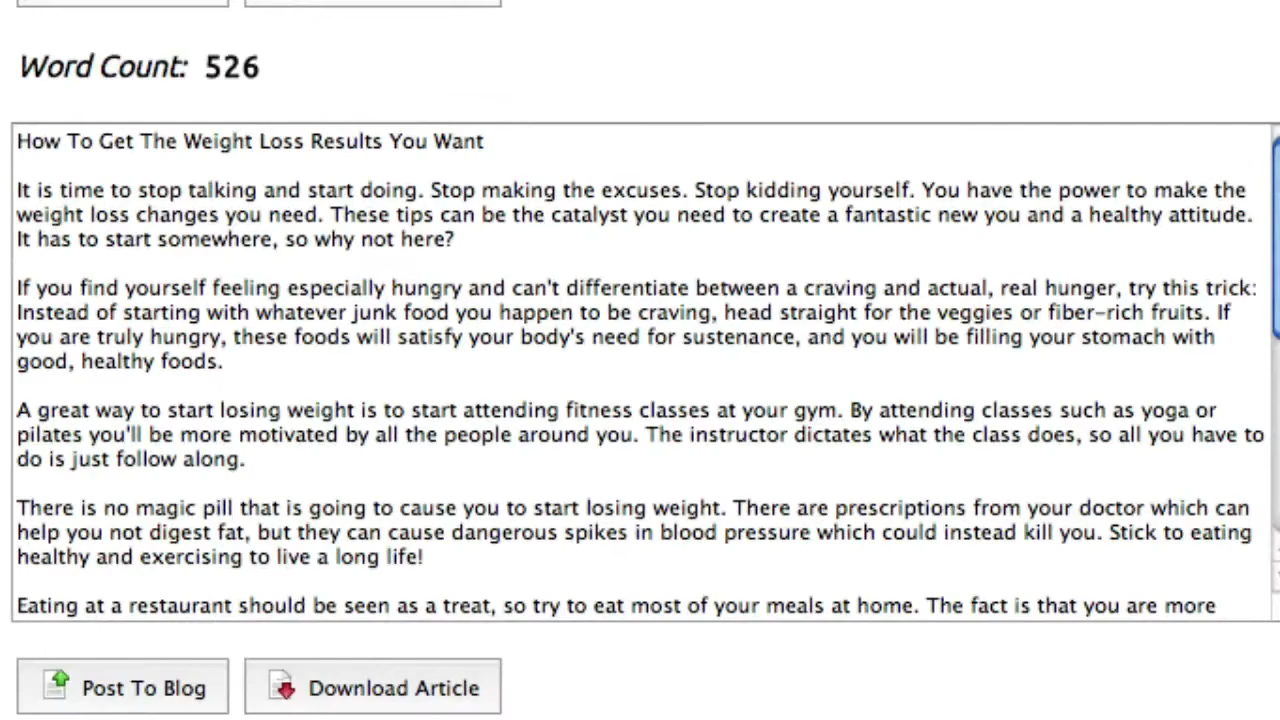 Word Count: 526
How To Get The Weight Loss Results You Want
It is time to stop talking and start doing. Stop making the excuses. Stop kidding yourself. You have the power to make the
weight loss changes you need. These tips can be the catalyst you need to create a fantastic new you and a healthy attitude.
It has to start somewhere, so why not here?
If you find yourself feeling especially hungry and can't differentiate between a craving and actual, real hunger, try this trick:
Instead of starting with whatever junk food you happen to be craving, head straight for the veggies or fiber-rich fruits. If
you are truly hungry, these foods will satisfy your body's need for sustenance, and you will be filling your stomach with
good, healthy foods.
A great way to start losing weight is to start attending fitness classes at your gym. By attending classes such as yoga or
pilates you'll be more motivated by all the people around you. The instructor dictates what the class does, so all you have to
do is just follow along.
There is no magic pill that is going to cause you to start losing weight. There are prescriptions from your doctor which can
help you not digest fat, but they can cause dangerous spikes in blood pressure which could instead kill you. Stick to eating
healthy and exercising to live a long life!
Eating at a restaurant should be seen as a treat, so try to eat most of your meals at home. The fact is that you are more
Post To Blog
Download Article